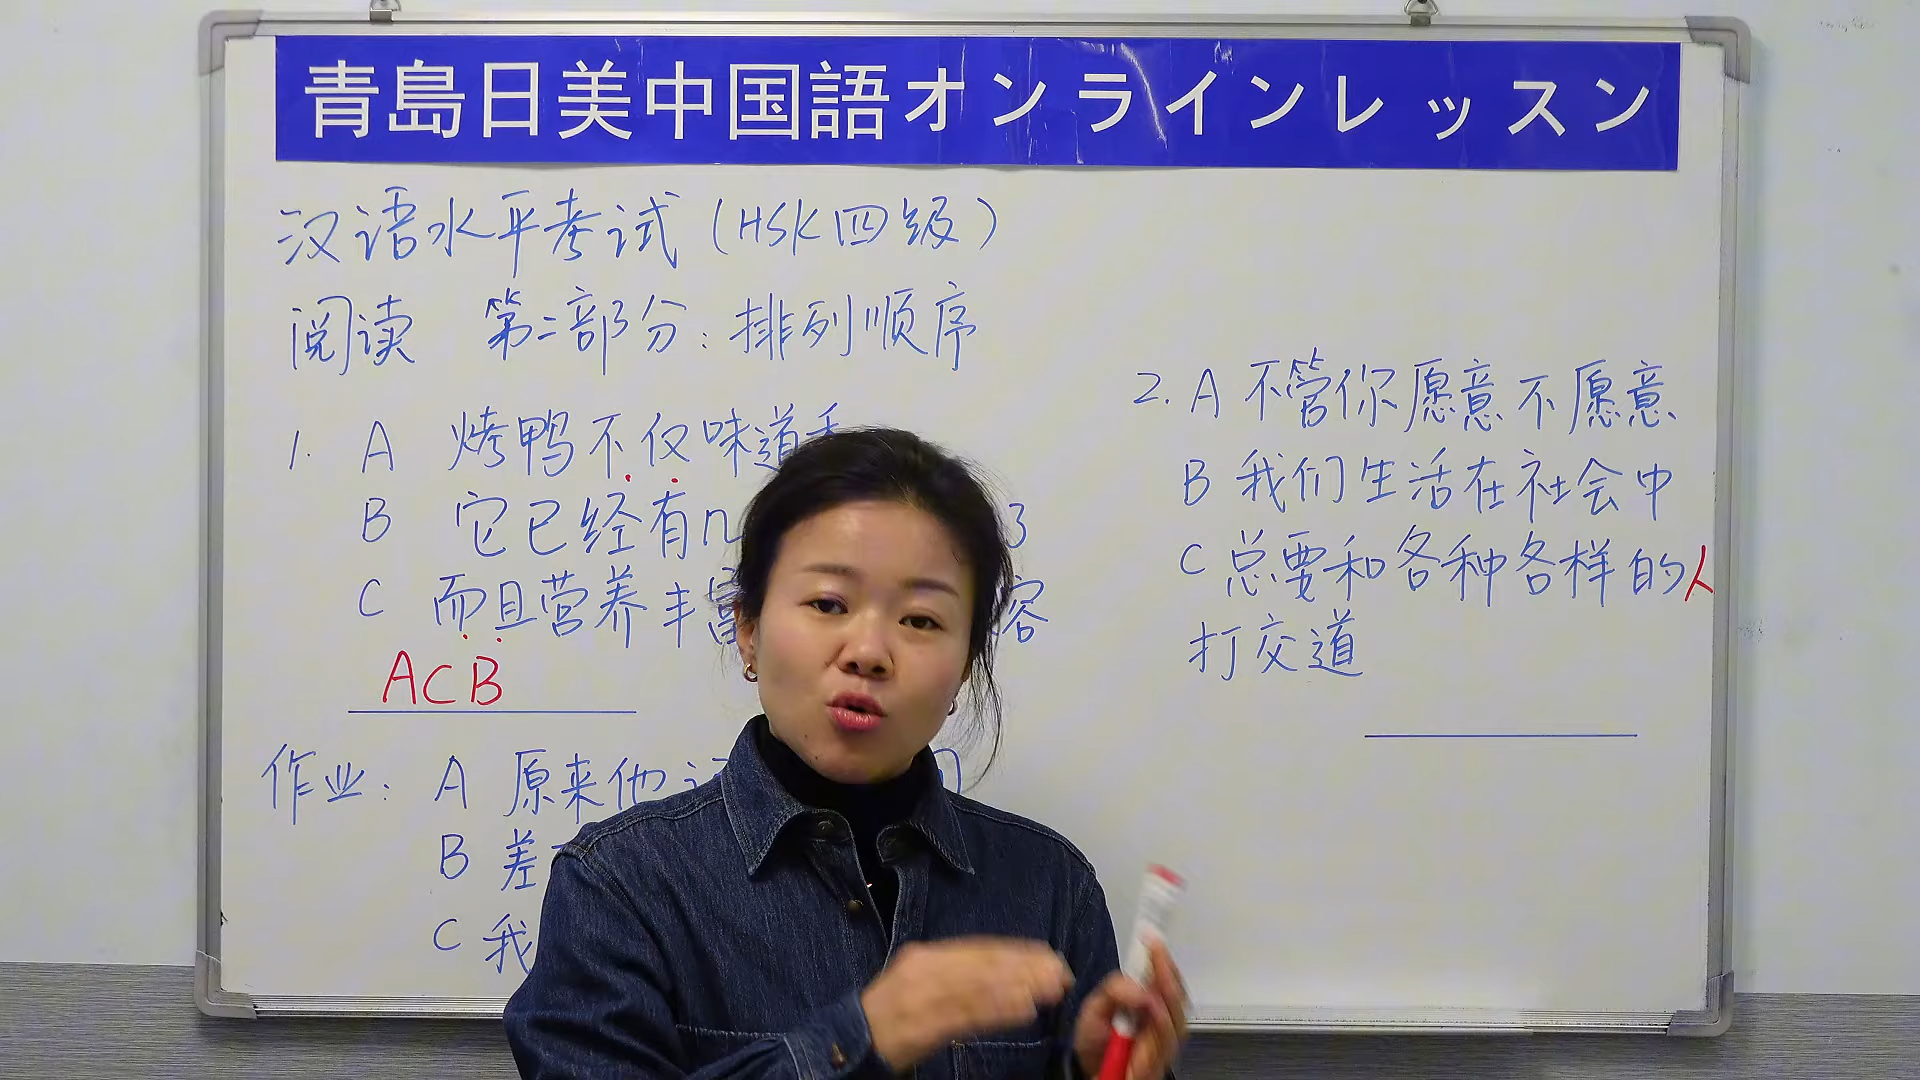 青島日美中国語オンラインレッスン
汉语水平考试(HSK四级)
阅读 第二部分:排列顺序
1. A 烤鸭不仅味道
B 它已经有几
C 而且营养丰富 容
ACB
作业: A 原来他
B 差
C 我
2. A 不管你愿意不愿意
B 我们生活在社会中
C 总要和各种各样的人
打交道